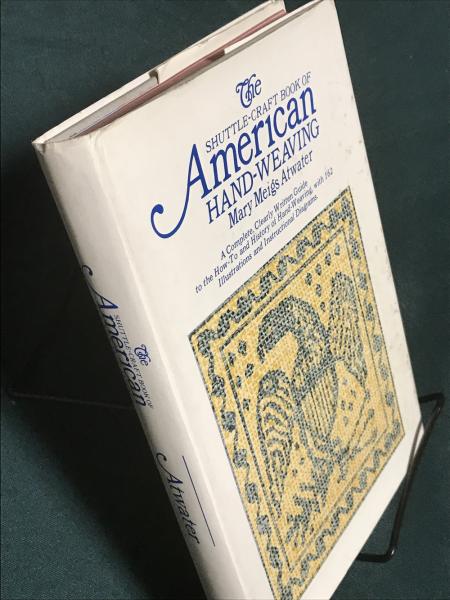 The
SHUTTLE-CRAFT BOOK OF
American
HAND-WEAVING
Mary Meigs Atwater
A Complete, Clearly Written Guide
to the How-To and History of Hand-Weaving, with 162
Illustrations and Instructional Diagrams.
The
SHUTTLE-CRAFT BOOK OF
American
Atwater